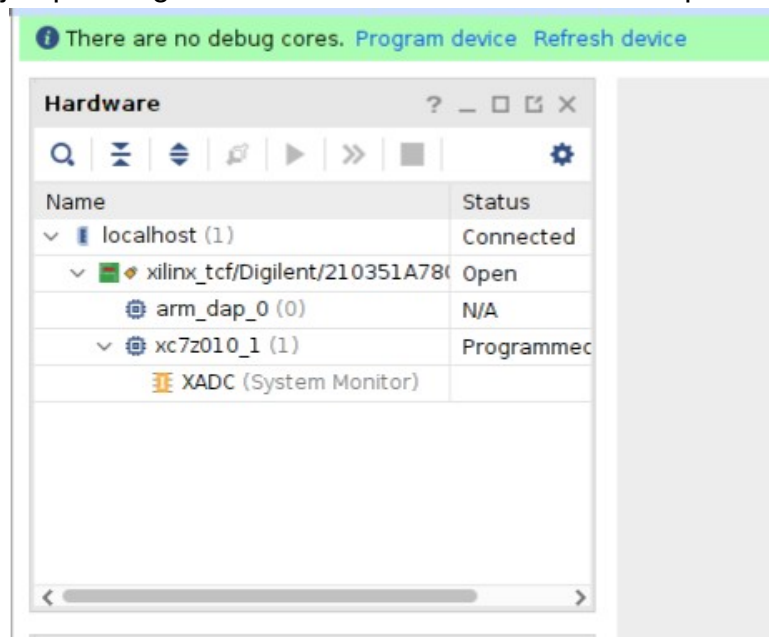 There are no debug cores. Program device Refresh device
Hardware
Name Status
localhost (1) Connected
xilinx_tcf/Digilent/210351A78 Open
arm_dap_0 (0) N/A
xc7z010_1 (1) Programmed
XADC (System Monitor)